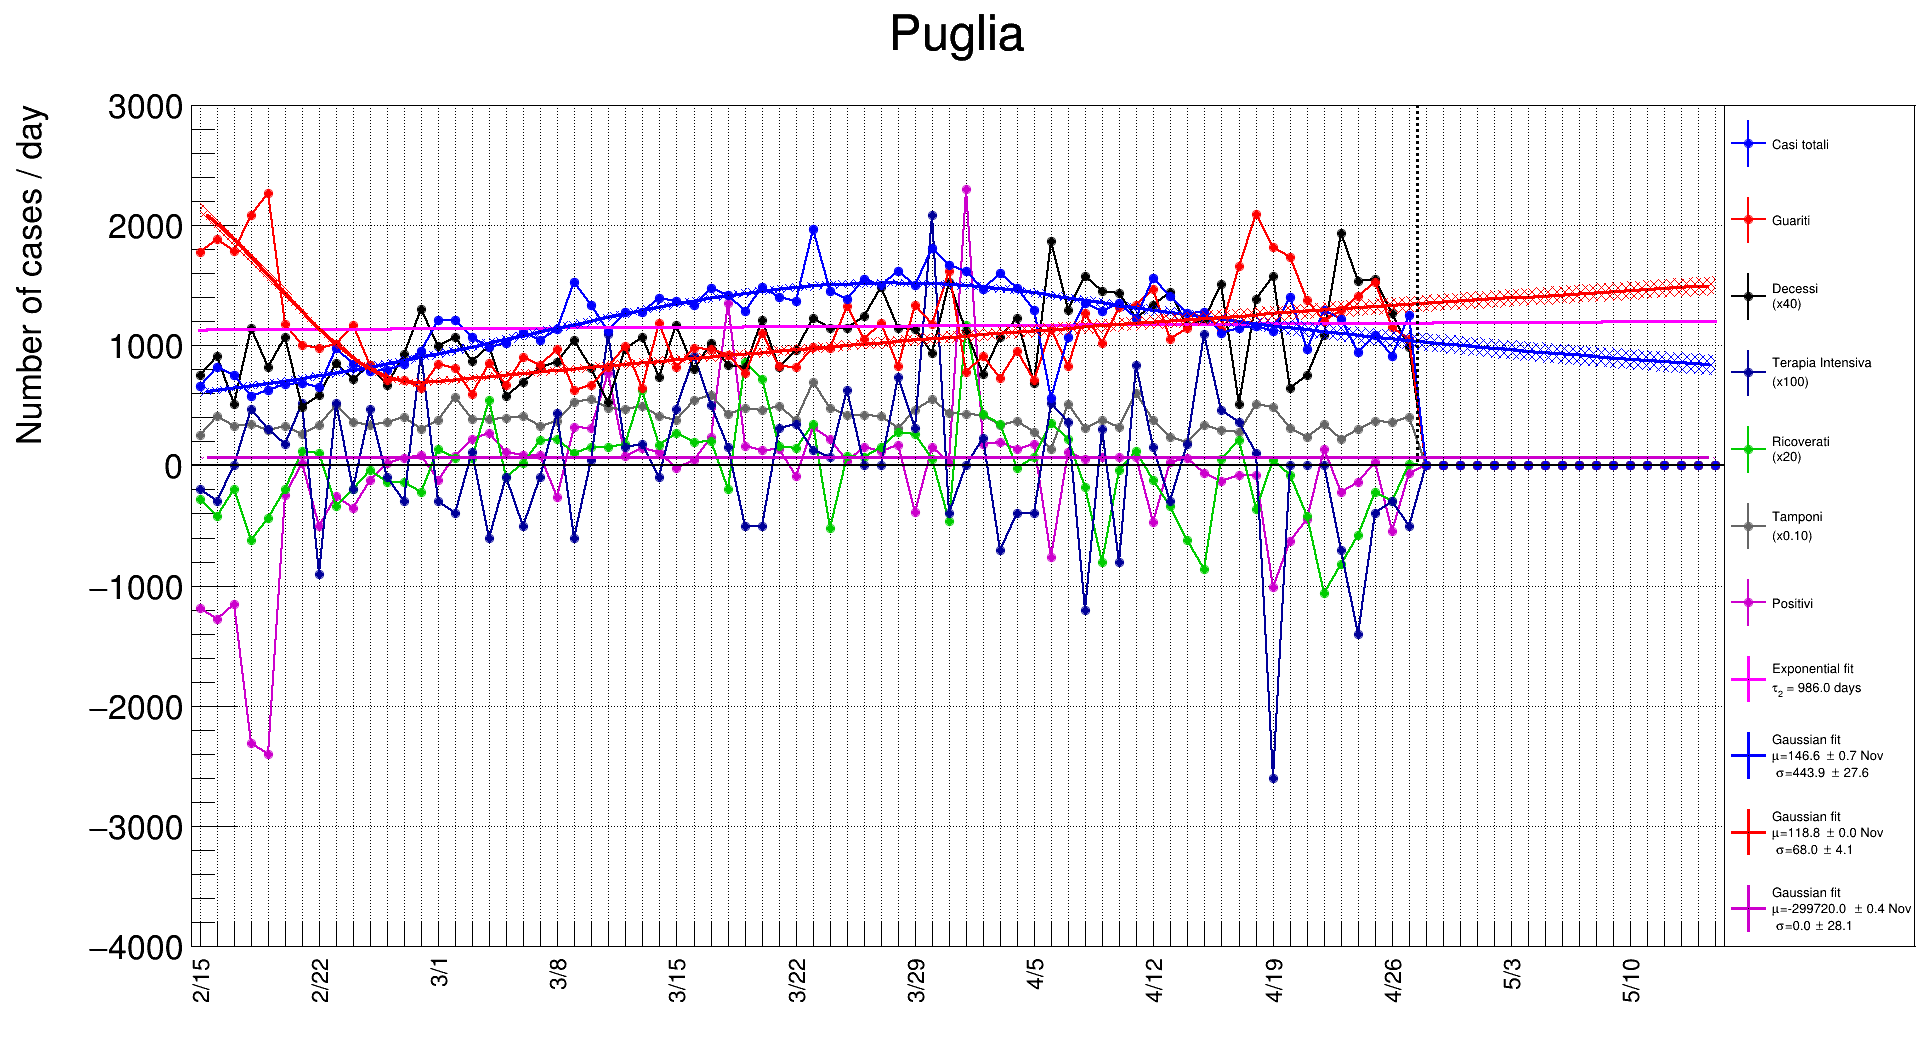 Puglia
Number of cases / day
3000
2000
1000
0
−1000
−2000
−3000
−4000
2/15
2/22
3/1
3/8
3/15
3/22
3/29
4/5
4/12
4/19
4/26
5/3
5/10
Casi totali
Guariti
Decessi
(x40)
Terapia Intensiva
(x100)
Ricoverati
(x20)
Tamponi
(x0.10)
Positivi
Exponential fit
τ2 = 986.0 days
Gaussian fit
μ=146.6 ± 0.7 Nov
σ=443.9 ± 27.6
Gaussian fit
μ=118.8 ± 0.0 Nov
σ=68.0 ± 4.1
Gaussian fit
μ=-299720.0 ± 0.4 Nov
σ=0.0 ± 28.1